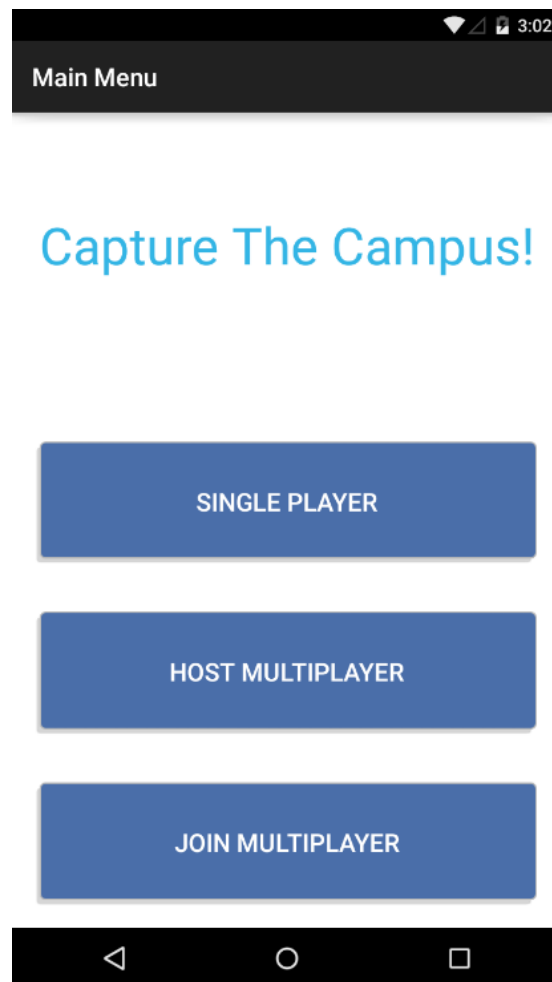 3:02
Main Menu
Capture The Campus!
SINGLE PLAYER
HOST MULTIPLAYER
JOIN MULTIPLAYER